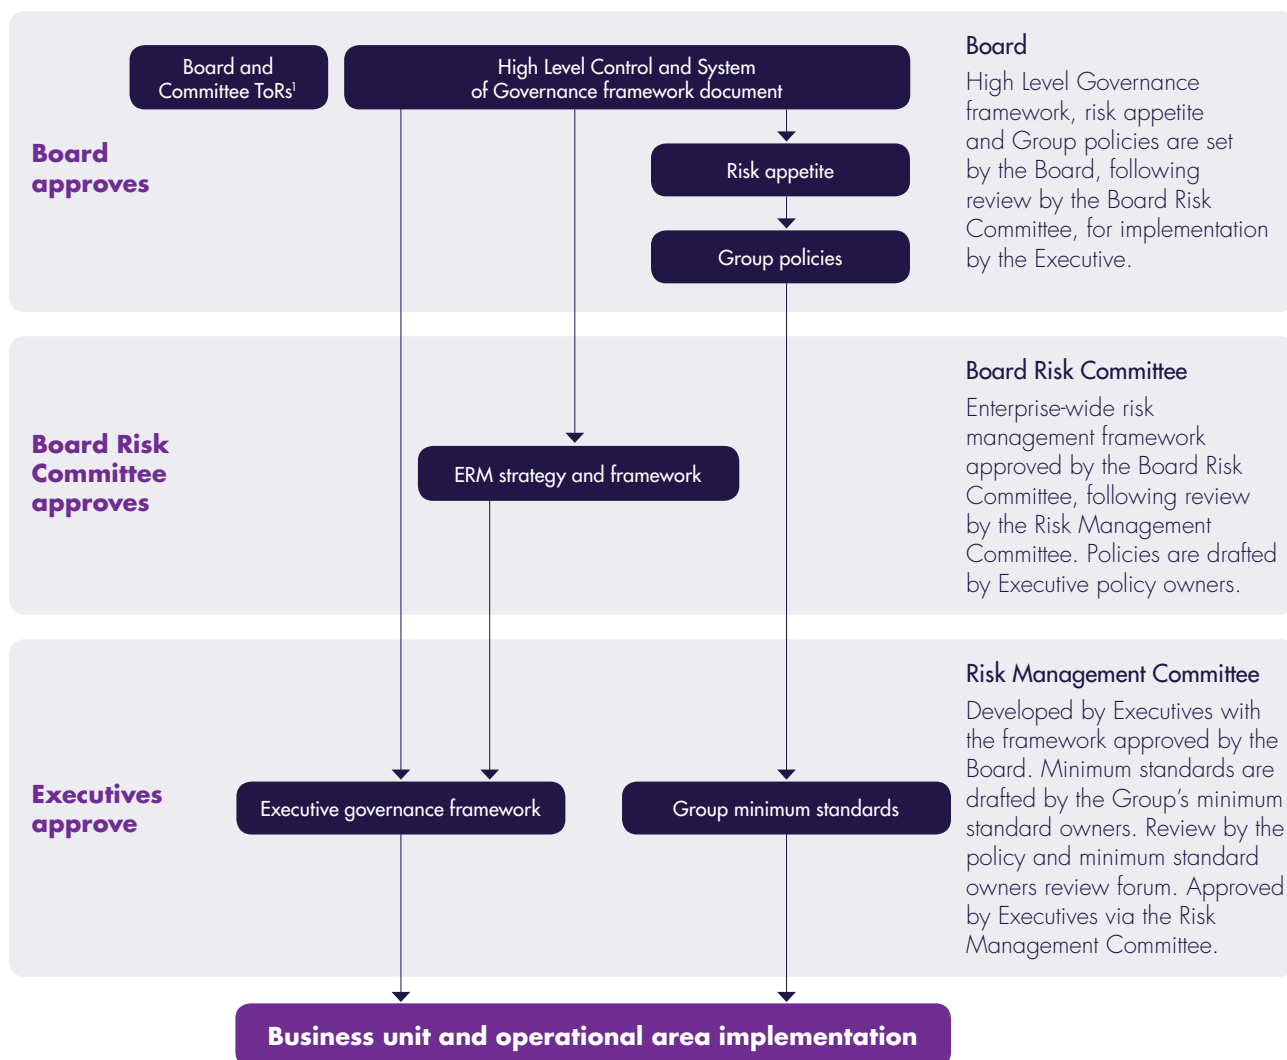 Board and
Committee ToRs¹
High Level Control and System
of Governance framework document
Board
approves
Risk appetite
Group policies
Board
High Level Governance
framework, risk appetite
and Group policies are set
by the Board, following
review by the Board Risk
Committee, for implementation
by the Executive.
Board Risk
Committee
approves
ERM strategy and framework
Board Risk Committee
Enterprise-wide risk
management framework
approved by the Board Risk
Committee, following review
by the Risk Management
Committee. Policies are drafted
by Executive policy owners.
Executives
approve
Executive governance framework
Group minimum standards
Risk Management Committee
Developed by Executives with
the framework approved by the
Board. Minimum standards are
drafted by the Group’s minimum
standard owners. Review by the
policy and minimum standard
owners review forum. Approved
by Executives via the Risk
Management Committee.
Business unit and operational area implementation